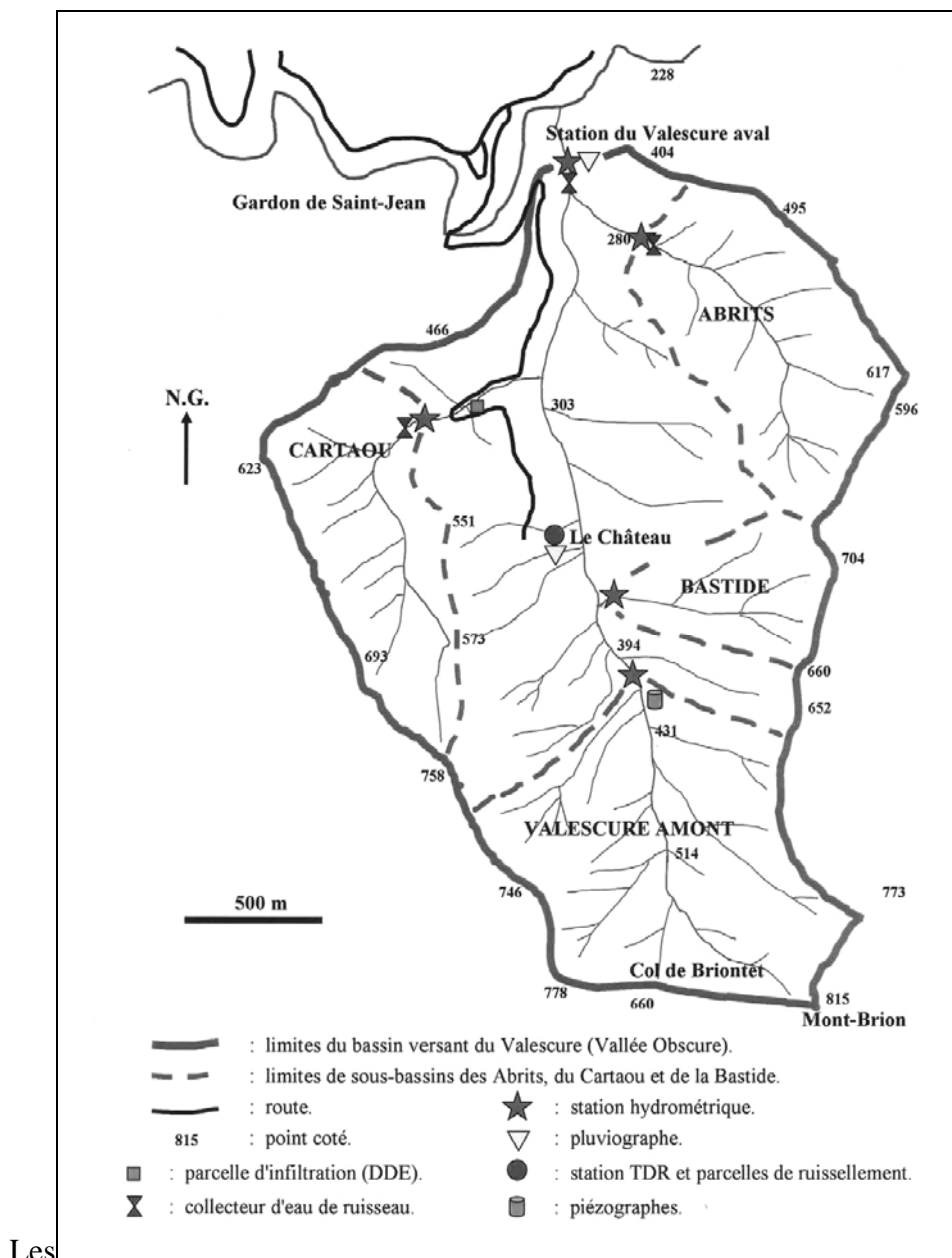 228
Station du Valescure aval
404
Gardon de Saint-Jean
495
280
ABRITS
466
617
N.G.
303
596
CARTAOU
623
551
Le Château
704
BASTIDE
573
394
693
660
652
431
758
VALESCURE AMONT
514
746
773
500 m
Col de Briontet
778
660
815
Mont-Brion
: limites du bassin versant du Valescure (Vallée Obscure).
: limites de sous-bassins des Abrits, du Cartaou et de la Bastide.
: route.
: station hydrométrique.
815 : point coté.
: pluviographe.
: parcelle d'infiltration (DDE).
: station TDR et parcelles de ruissellement.
: collecteur d'eau de ruisseau.
: piézographes.
Les